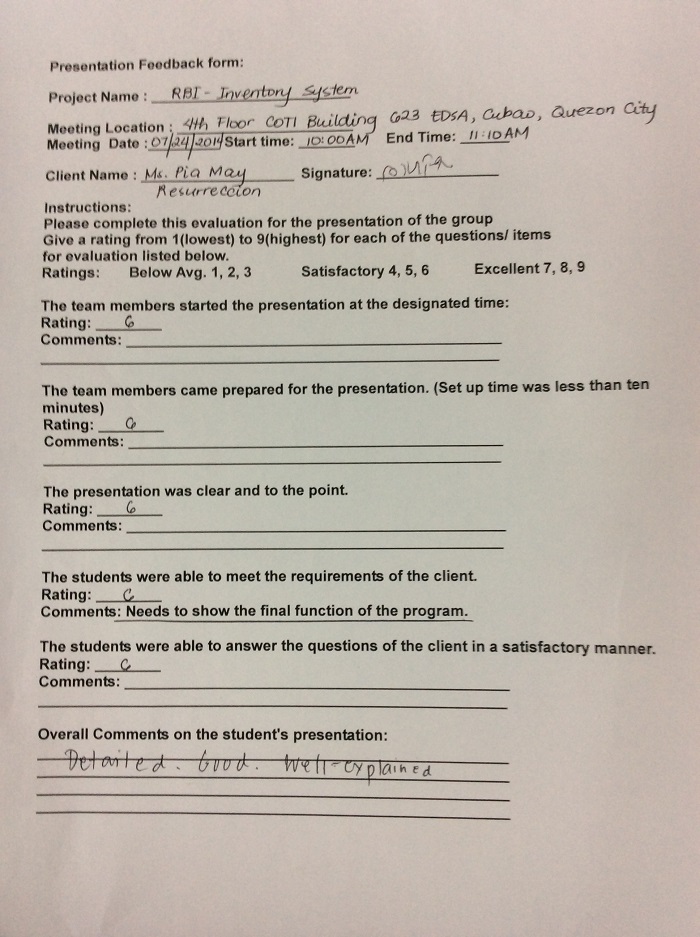 Presentation Feedback form:
Project Name : RBI - Inventory System
Meeting Location : 4th Floor COTI Building 623 EDSA, Cubao, Quezon City
Meeting Date : 07/24/2014 Start time: 10:00AM End Time: 11:10AM
Client Name : Ms. Pia May Signature:
Resurreccion
Instructions:
Please complete this evaluation for the presentation of the group
Give a rating from 1(lowest) to 9(highest) for each of the questions/ items
for evaluation listed below.
Ratings: Below Avg. 1, 2, 3 Satisfactory 4, 5, 6 Excellent 7, 8, 9
The team members started the presentation at the designated time:
Rating: 6
Comments:
The team members came prepared for the presentation. (Set up time was less than ten
minutes)
Rating: 6
Comments:
The presentation was clear and to the point.
Rating: 6
Comments:
The students were able to meet the requirements of the client.
Rating: 6
Comments: Needs to show the final function of the program.
The students were able to answer the questions of the client in a satisfactory manner.
Rating: 6
Comments:
Overall Comments on the student's presentation:
Detailed. Good. Well-explained